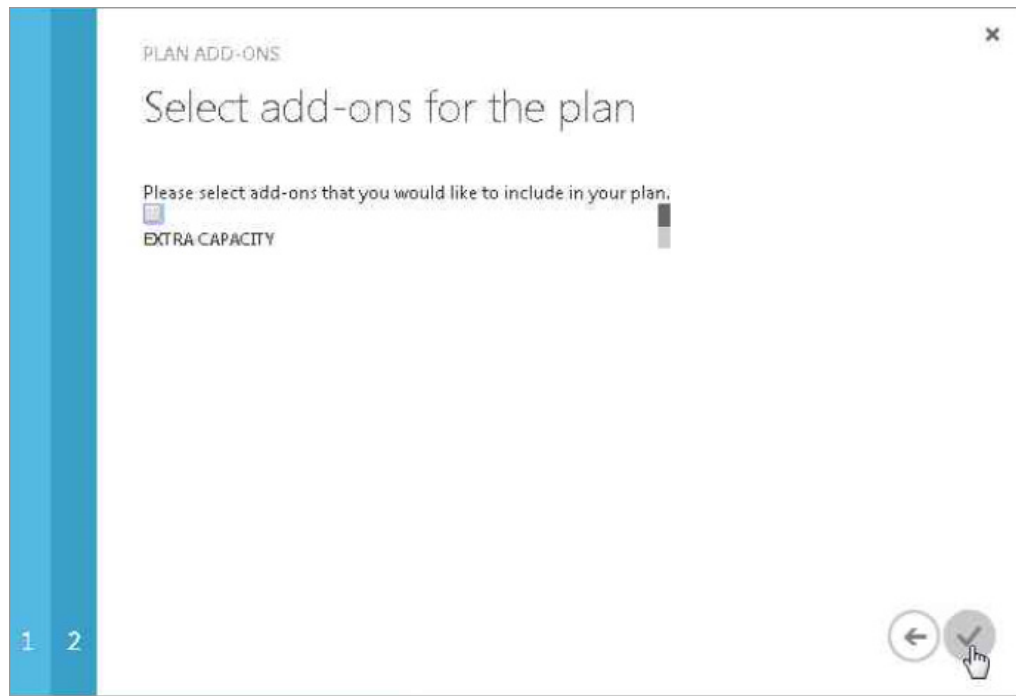 PLAN ADD-ONS
Select add-ons for the plan
Please select add-ons that you would like to include in your plan.
EXTRA CAPACITY
1 2